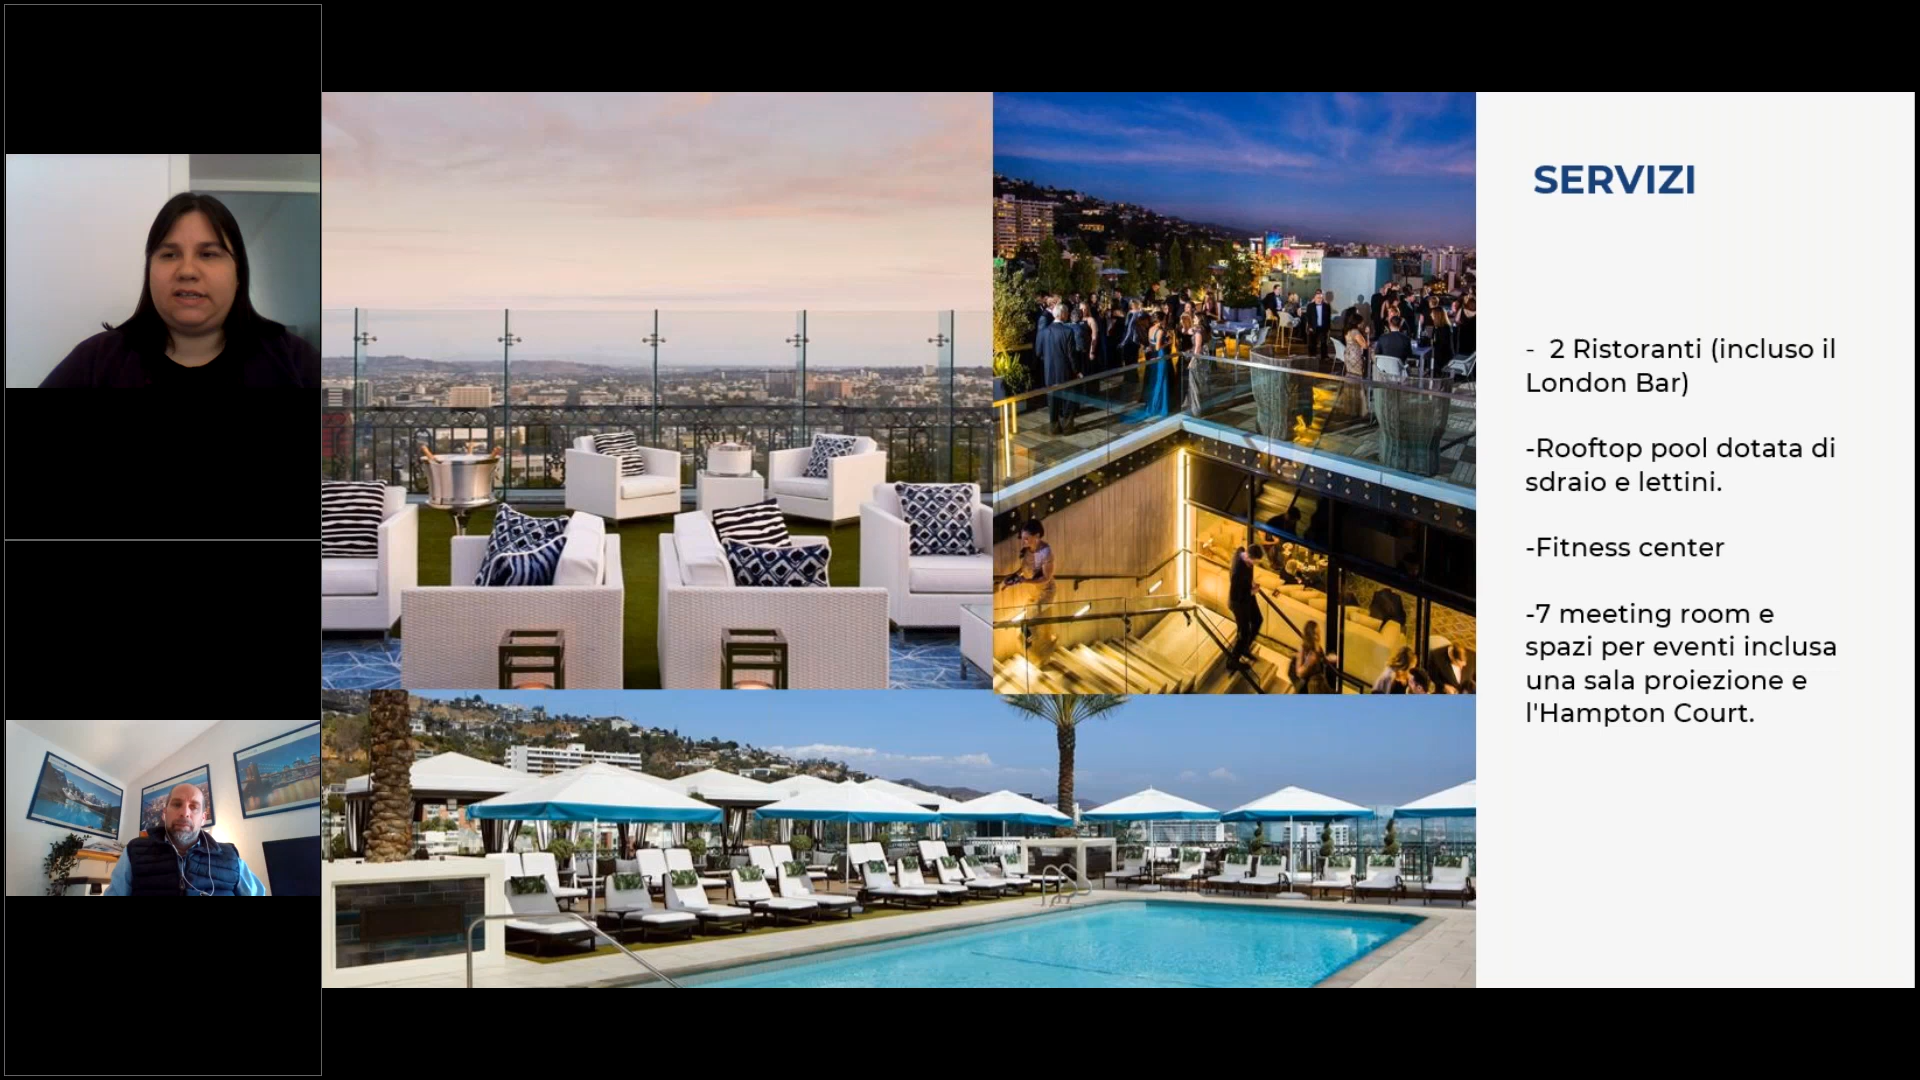 SERVIZI
- 2 Ristoranti (incluso il
London Bar)
-Rooftop pool dotata di
sdraio e lettini.
-Fitness center
-7 meeting room e
spazi per eventi inclusa
una sala proiezione e
l'Hampton Court.